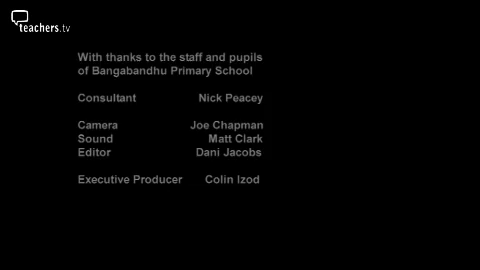 teachers.tv
With thanks to the staff and pupils
of Bangabandhu Primary School
Consultant Nick Peacey
Camera Joe Chapman
Sound Matt Clark
Editor Dani Jacobs
Executive Producer Colin Izod